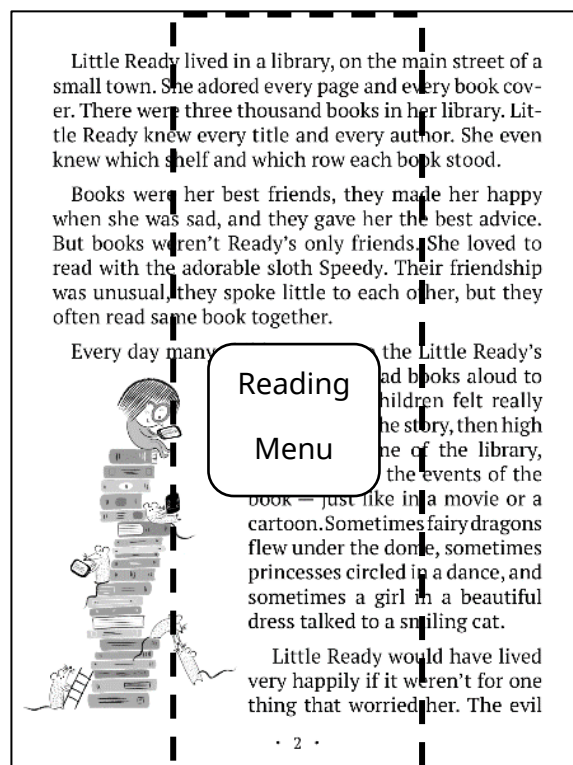 Little Ready lived in a library, on the main street of a
small town. She adored every page and every book cov-
er. There were three thousand books in her library. Lit-
tle Ready knew every title and every author. She even
knew which shelf and which row each book stood.
Books were her best friends, they made her happy
when she was sad, and they gave her the best advice.
But books weren't Ready's only friends. She loved to
read with the adorable sloth Speedy. Their friendship
was unusual, they spoke little to each other, but they
often read same book together.
Every day many the Little Ready's
books aloud to
felt really
story, then high
of the library,
the events of the
book — just like in a movie or a
cartoon. Sometimes fairy dragons
flew under the dome, sometimes
princesses circled in a dance, and
sometimes a girl in a beautiful
dress talked to a smiling cat.
Little Ready would have lived
very happily if it weren't for one
thing that worried her. The evil
Reading
Menu
· 2 ·